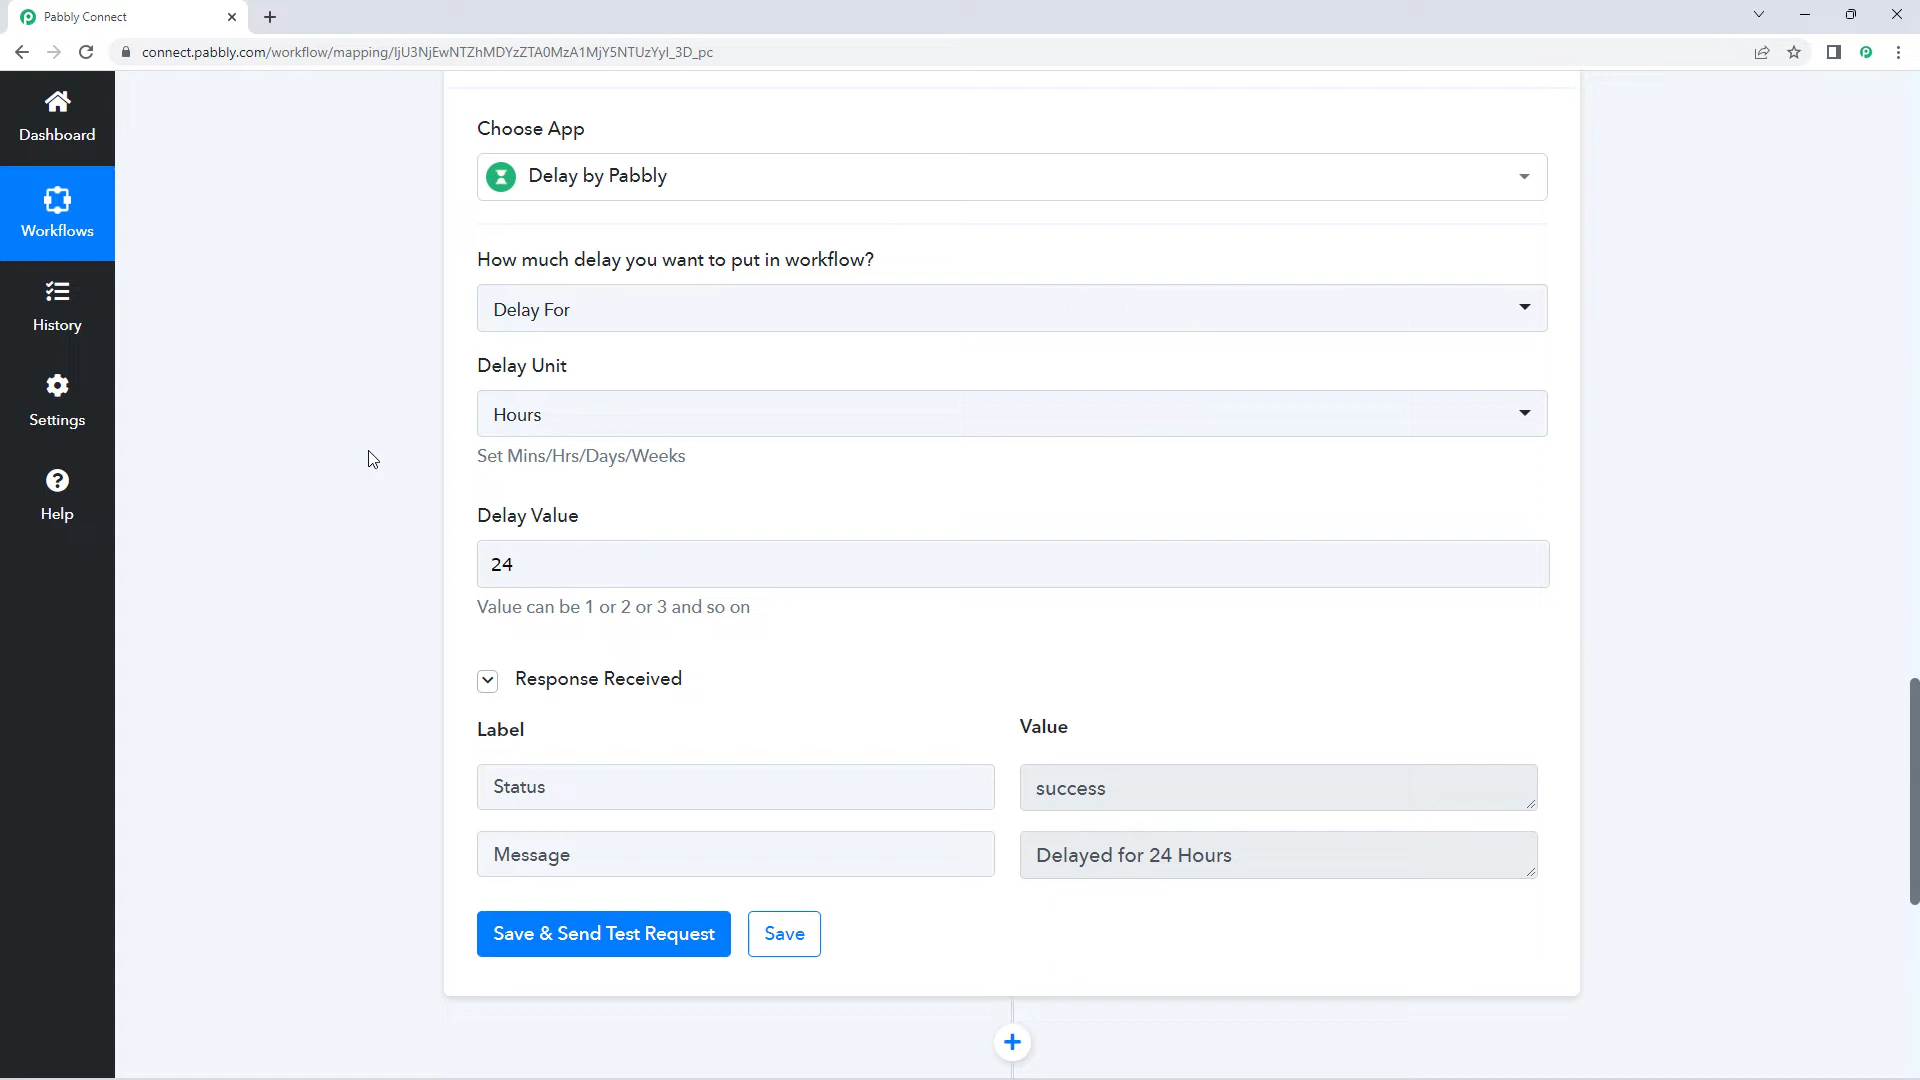 Pabbly Connect
connect.pabbly.com/workflow/mapping/IjU3NjEwNTZhMDYzZTA0MzA1MjY5NTUzYyI_3D_pc
Dashboard
Workflows
History
Settings
Help
Choose App
Delay by Pabbly
How much delay you want to put in workflow?
Delay For
Delay Unit
Hours
Set Mins/Hrs/Days/Weeks
Delay Value
24
Value can be 1 or 2 or 3 and so on
Response Received
Label Value
Status success
Message Delayed for 24 Hours
Save & Send Test Request Save